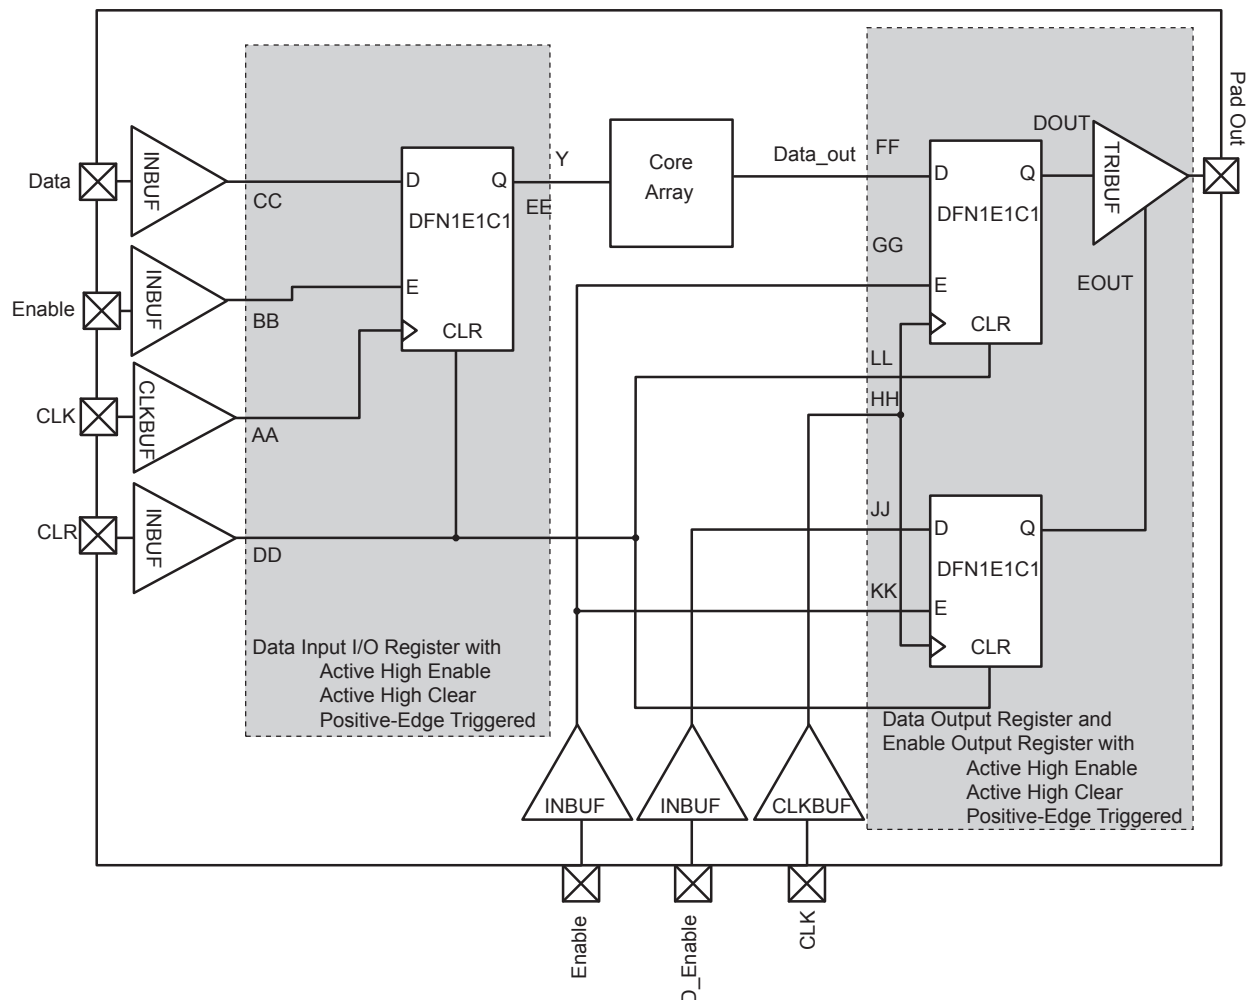 Data
INBUF
CC
D
Q
DFN1E1C1
E
CLR
Y
EE
Core
Array
Data_out
FF
D
Q
DFN1E1C1
GG
E
CLR
DOUT
TRIBUF
EOUT
Pad Out
Enable
INBUF
BB
CLK
CLKBUF
AA
CLR
INBUF
DD
LL
HH
JJ
D
Q
DFN1E1C1
KK
E
CLR
Data Input I/O Register with
Active High Enable
Active High Clear
Positive-Edge Triggered
Data Output Register and
Enable Output Register with
Active High Enable
Active High Clear
Positive-Edge Triggered
INBUF
INBUF
CLKBUF
Enable
D_Enable
CLK